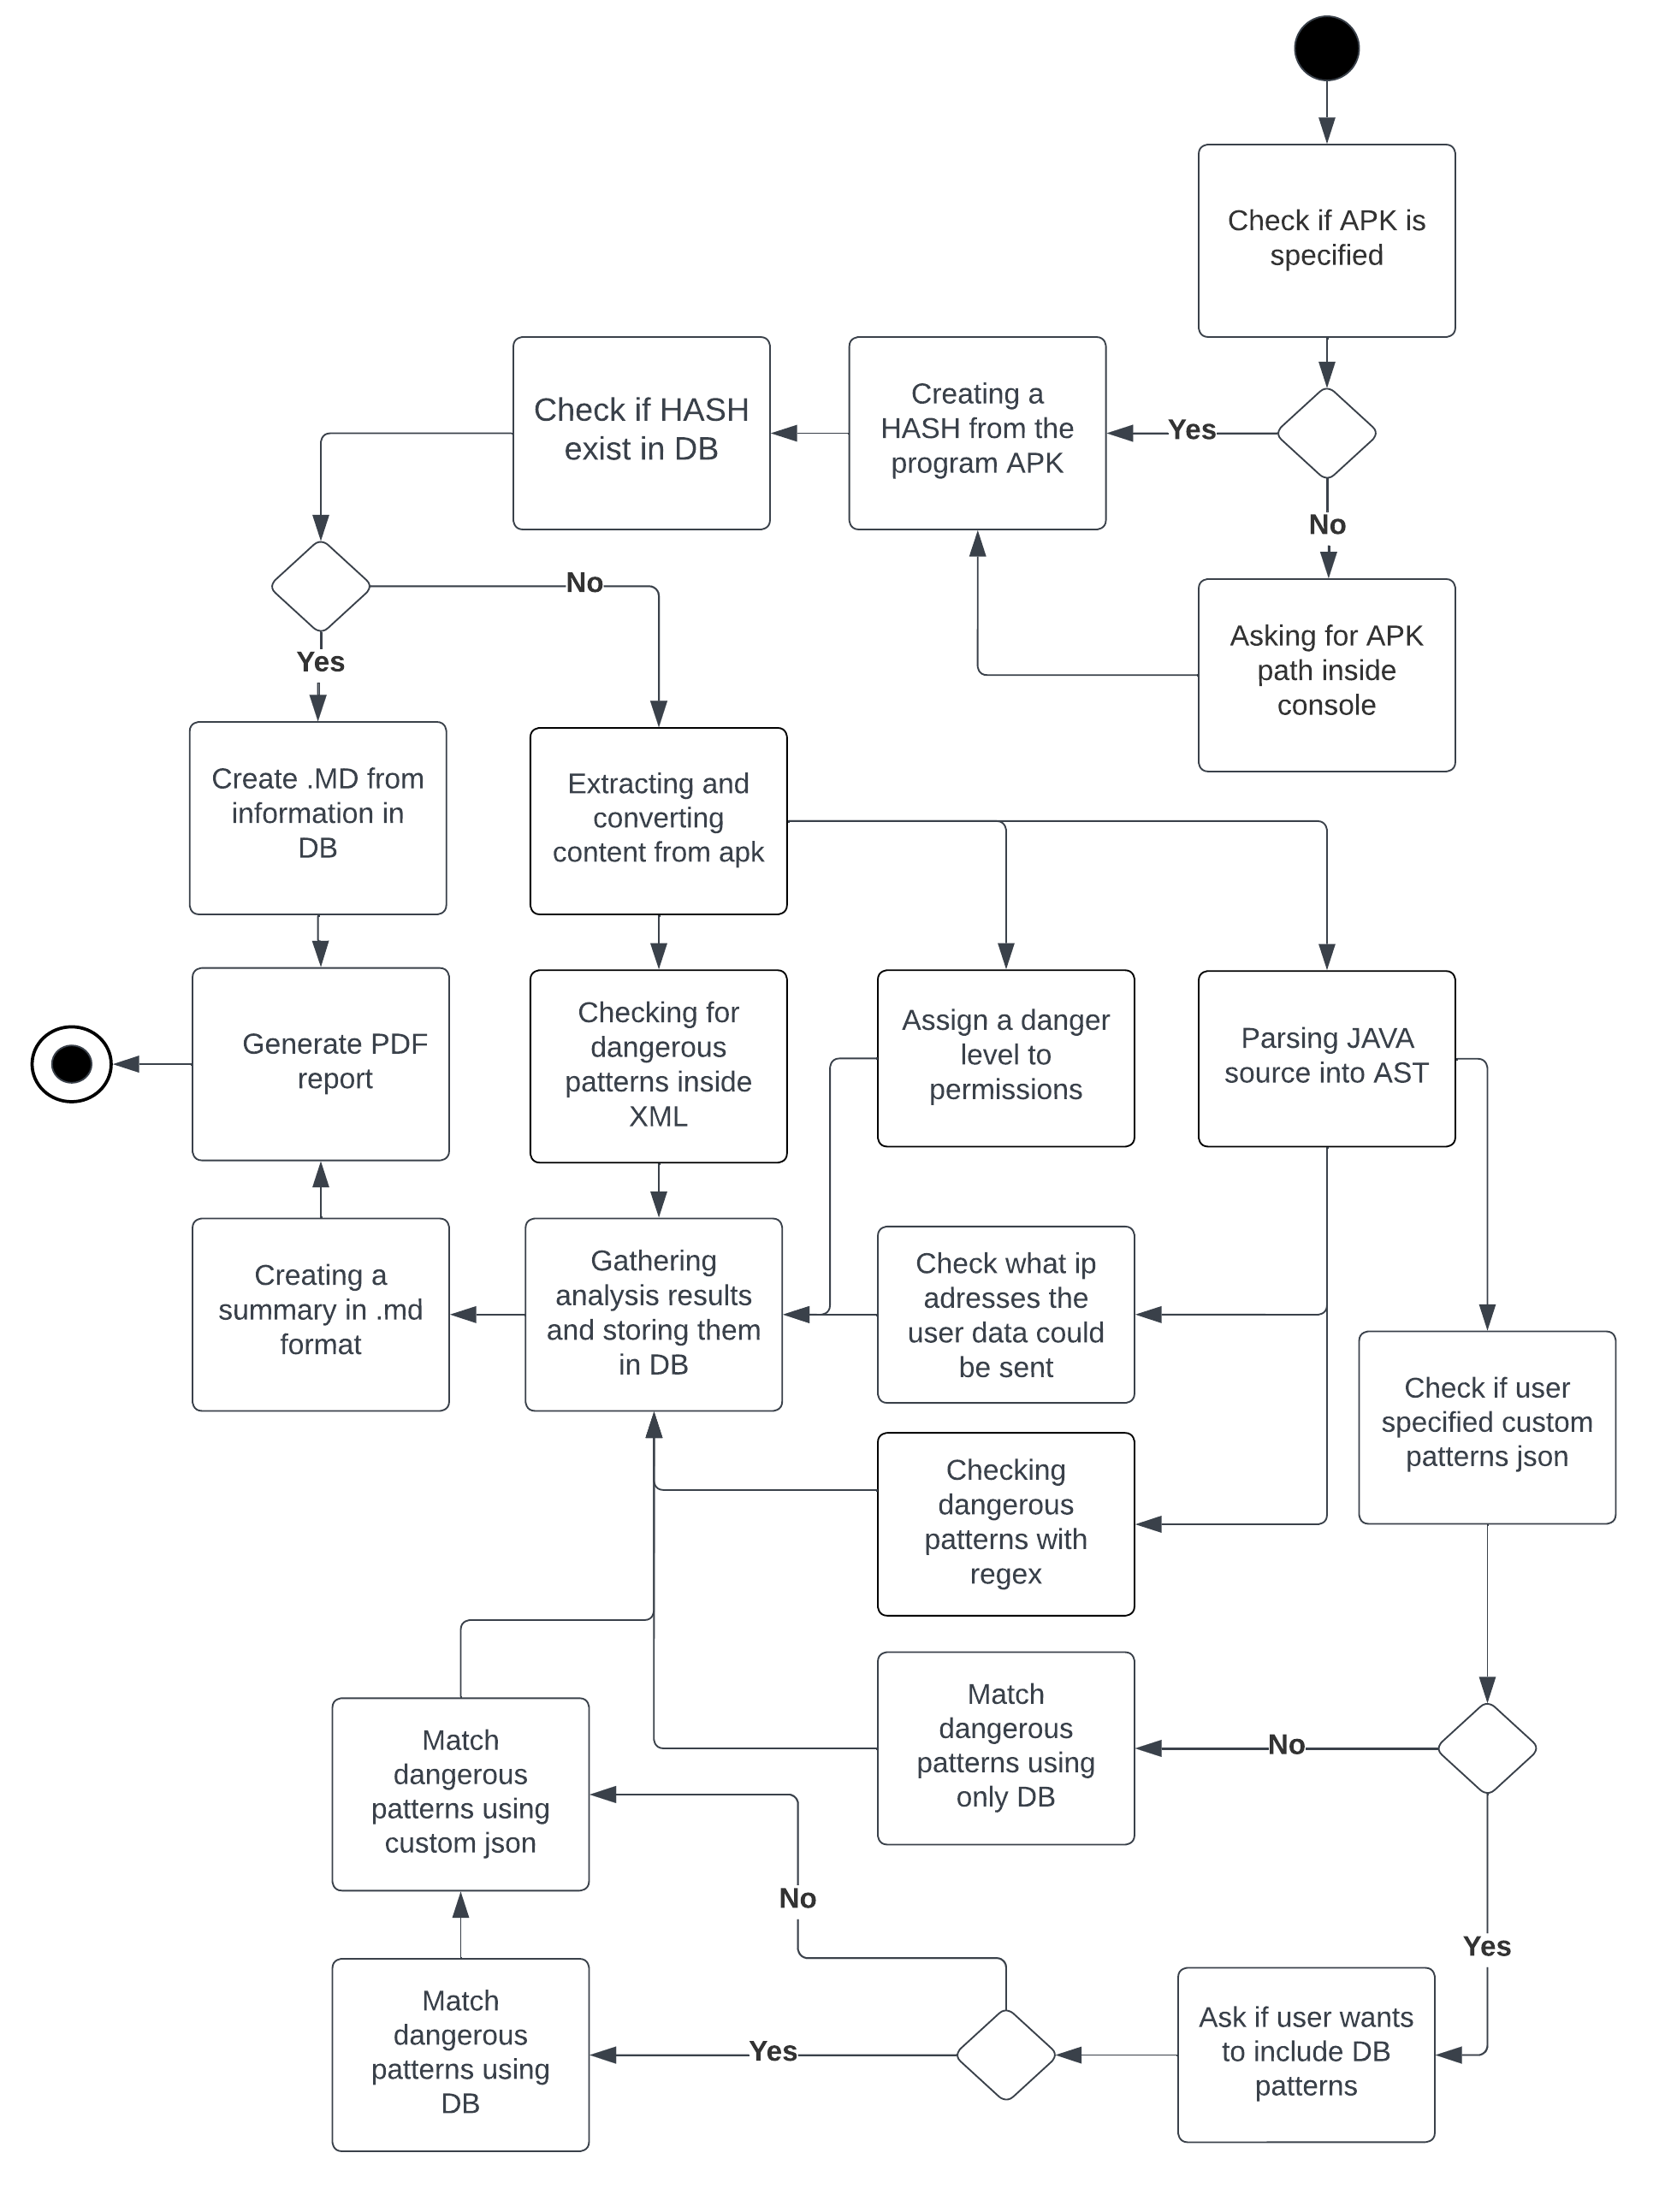 Check if APK is
specified
Check if HASH
exist in DB
Creating a
HASH from the
program APK
Yes
No
No
Yes
Asking for APK
path inside
console
Create .MD from
information in
DB
Extracting and
converting
content from apk
Generate PDF
report
Checking for
dangerous
patterns inside
XML
Assign a danger
level to
permissions
Parsing JAVA
source into AST
Creating a
summary in .md
format
Gathering
analysis results
and storing them
in DB
Check what ip
adresses the
user data could
be sent
Check if user
specified custom
patterns json
Checking
dangerous
patterns with
regex
Match
dangerous
patterns using
custom json
Match
dangerous
patterns using
only DB
No
No
Yes
Match
dangerous
patterns using
DB
Yes
Ask if user wants
to include DB
patterns